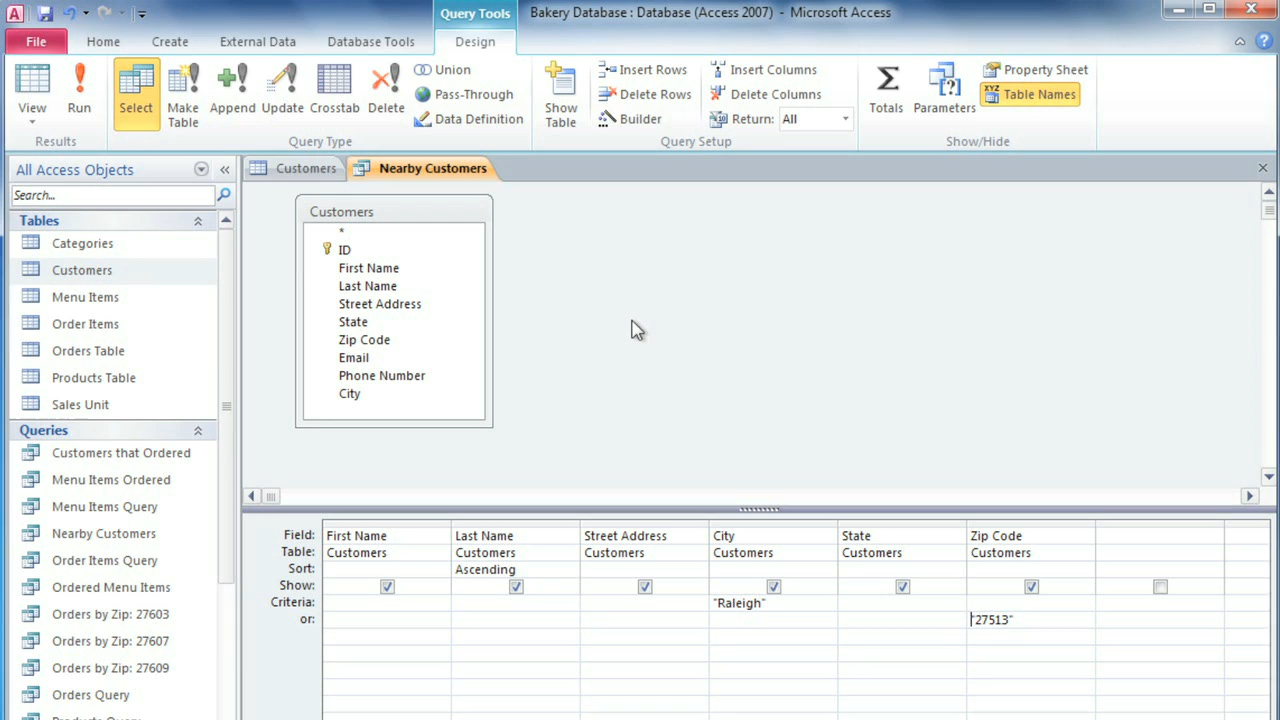 A Query Tools Bakery Database : Database (Access 2007) - Microsoft Access
File Home Create External Data Database Tools Design
View Run Select Make Table Append Update Crosstab Delete
Union
Pass-Through
Data Definition
Show Table
Insert Rows
Delete Rows
Builder
Insert Columns
Delete Columns
Return: All
Totals Parameters
Property Sheet
XYZ Table Names
Results Query Type Query Setup Show/Hide
All Access Objects
Search...
Tables
Categories
Customers
Menu Items
Order Items
Orders Table
Products Table
Sales Unit
Queries
Customers that Ordered
Menu Items Ordered
Menu Items Query
Nearby Customers
Order Items Query
Ordered Menu Items
Orders by Zip: 27603
Orders by Zip: 27607
Orders by Zip: 27609
Orders Query
Products Query
Customers Nearby Customers
Customers
*
ID
First Name
Last Name
Street Address
State
Zip Code
Email
Phone Number
City
Field: First Name Last Name Street Address City State Zip Code
Table: Customers Customers Customers Customers Customers Customers
Sort: Ascending
Show:
Criteria: "Raleigh"
or: "27513"